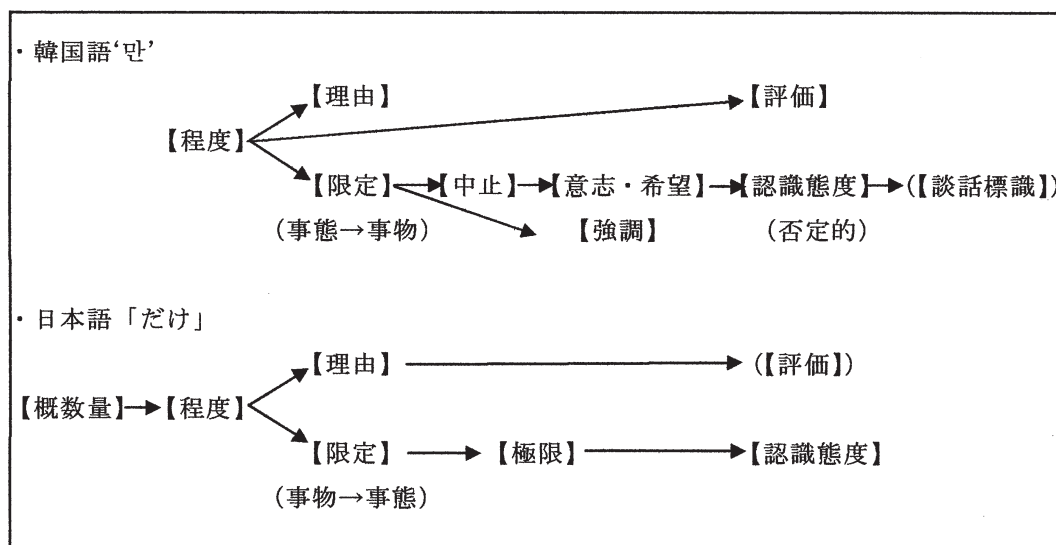 ・韓国語‘만’
【理由】 【評価】
【程度】
【限定】 【中止】 【意志・希望】 【認識態度】 (【談話標識】)
(事態→事物) 【強調】 (否定的)
・日本語「だけ」
【理由】 (【評価】)
【概数量】 【程度】
【限定】 【極限】 【認識態度】
(事物→事態)